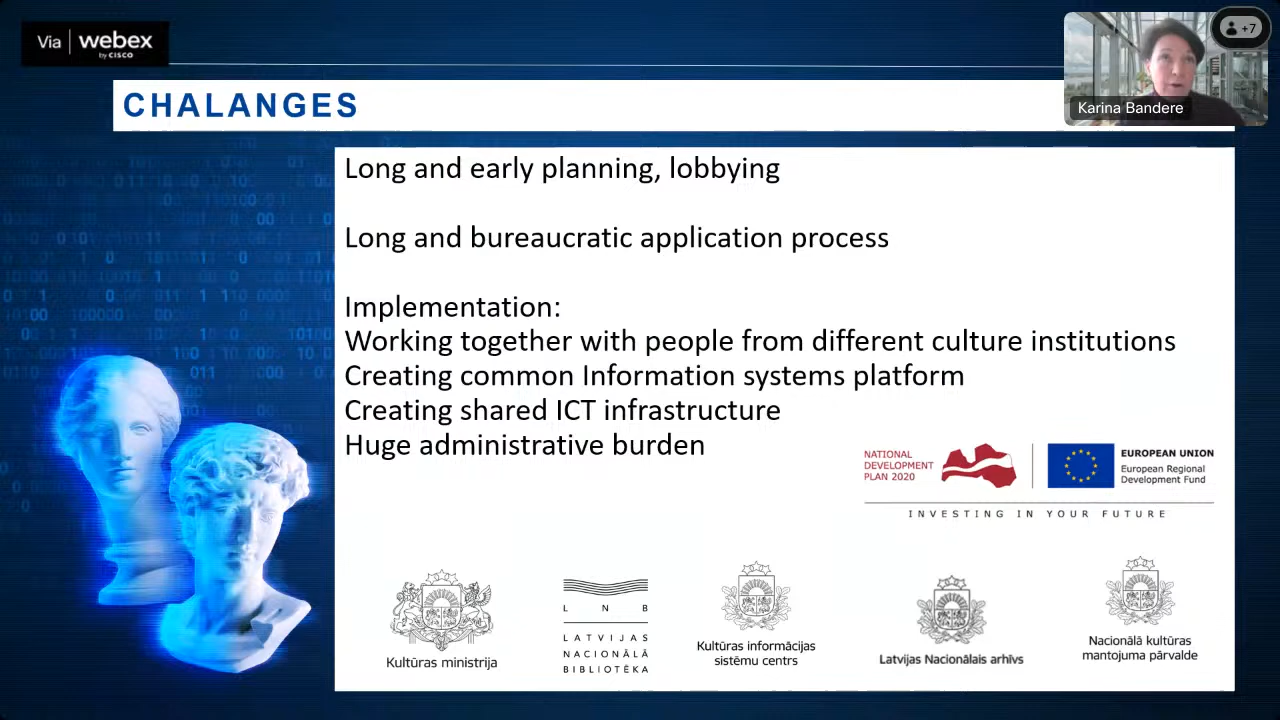 Via webex
by CISCO
+7
Karina Bandere
CHALANGES
Long and early planning, lobbying
Long and bureaucratic application process
Implementation:
Working together with people from different culture institutions
Creating common Information systems platform
Creating shared ICT infrastructure
Huge administrative burden
NATIONAL
DEVELOPMENT
PLAN 2020
EUROPEAN UNION
European Regional
Development Fund
INVESTING IN YOUR FUTURE
Kultūras ministrija
L N B
LATVIJAS
NACIONĀLĀ
BIBLIOTĒKA
Kultūras informācijas
sistēmu centrs
Latvijas Nacionālais arhīvs
Nacionālā kultūras
mantojuma pārvalde